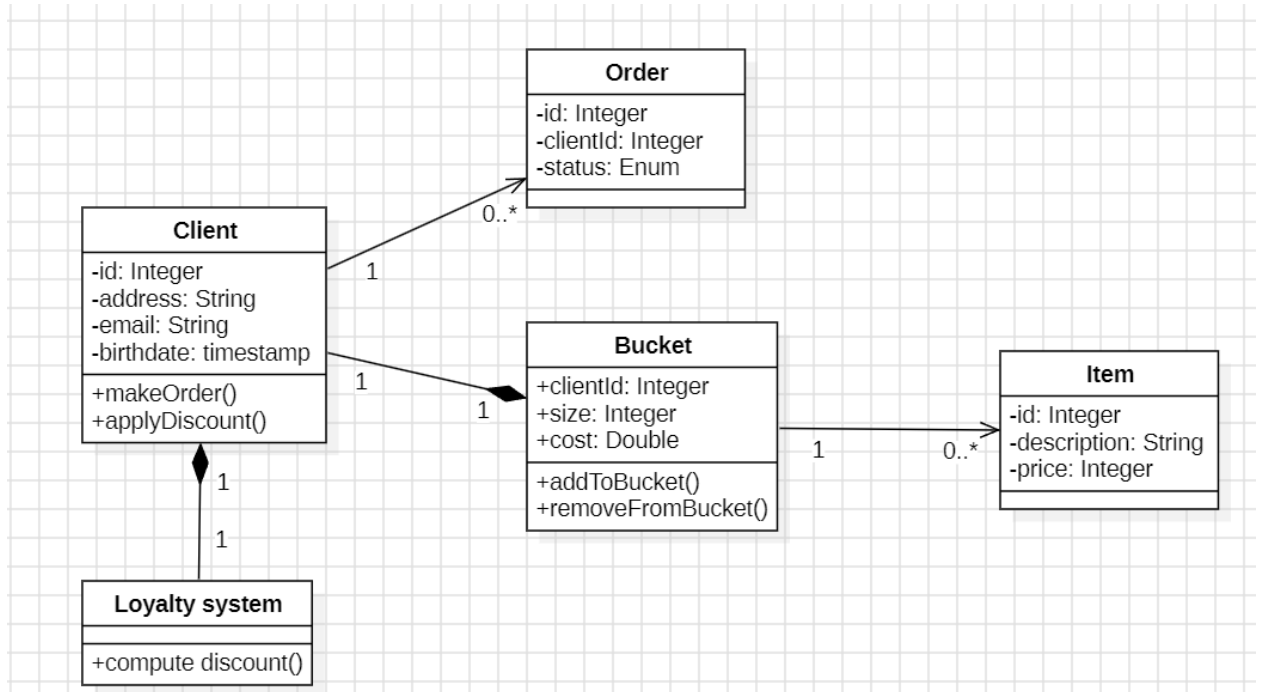 Order
-id: Integer
-clientId: Integer
-status: Enum
0..*
1
Client
-id: Integer
-address: String
-email: String
-birthdate: timestamp
+makeOrder()
+applyDiscount()
1
1
Bucket
+clientId: Integer
+size: Integer
+cost: Double
+addToBucket()
+removeFromBucket()
1
0..*
Item
-id: Integer
-description: String
-price: Integer
1
1
Loyalty system
+compute discount()